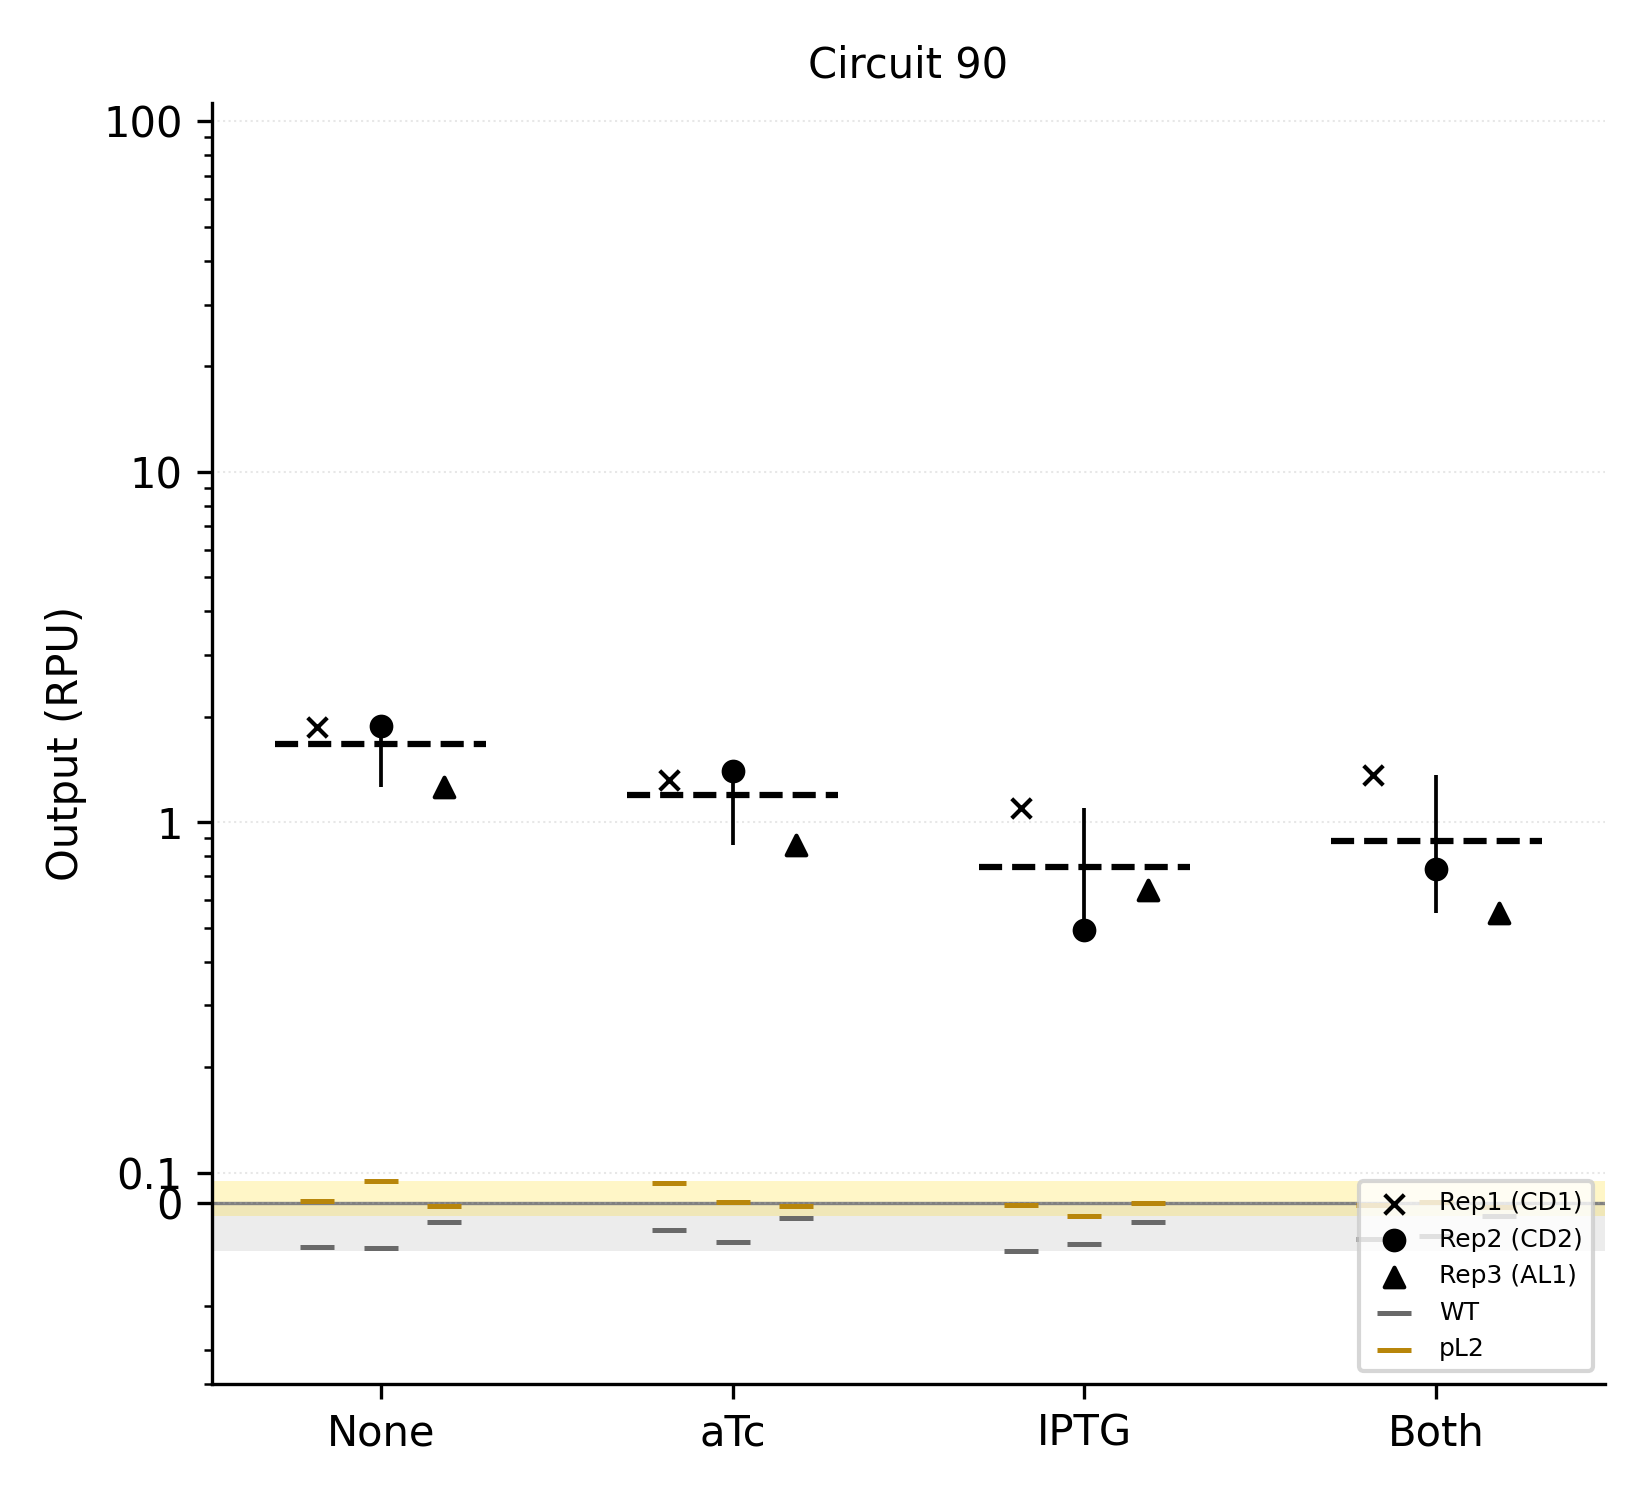 Circuit 90
100
10
1
0.1
0
Output (RPU)
None
aTc
IPTG
Both
Rep1 (CD1)
Rep2 (CD2)
Rep3 (AL1)
WT
pL2